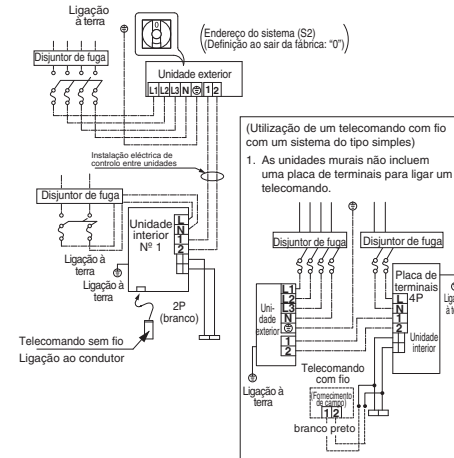 Ligação
à terra
0
(Endereço do sistema (S2)
(Definição ao sair da fábrica: “0”)
Disjuntor de fuga
Unidade exterior
L1 L2 L3 N 1 2
Instalação eléctrica de
controlo entre unidades
Disjuntor de fuga
Unidade
interior
Nº 1
L
N
1
2
Ligação à
terra
Ligação à
terra
2P
(branco)
Telecomando sem fio
Ligação ao condutor
(Utilização de um telecomando com fio
com um sistema do tipo simples)
1. As unidades murais não incluem
uma placa de terminais para ligar um
telecomando.
Disjuntor de fuga
Disjuntor de fuga
L1
L2
L3
N
1
2
Uni-
dade
exterior
Placa de
terminais
4P
L
N
1
2
Unidade
interior
Ligação à
terra
Telecomando
com fio
(Fornecimento
de campo)
1 2
branco preto